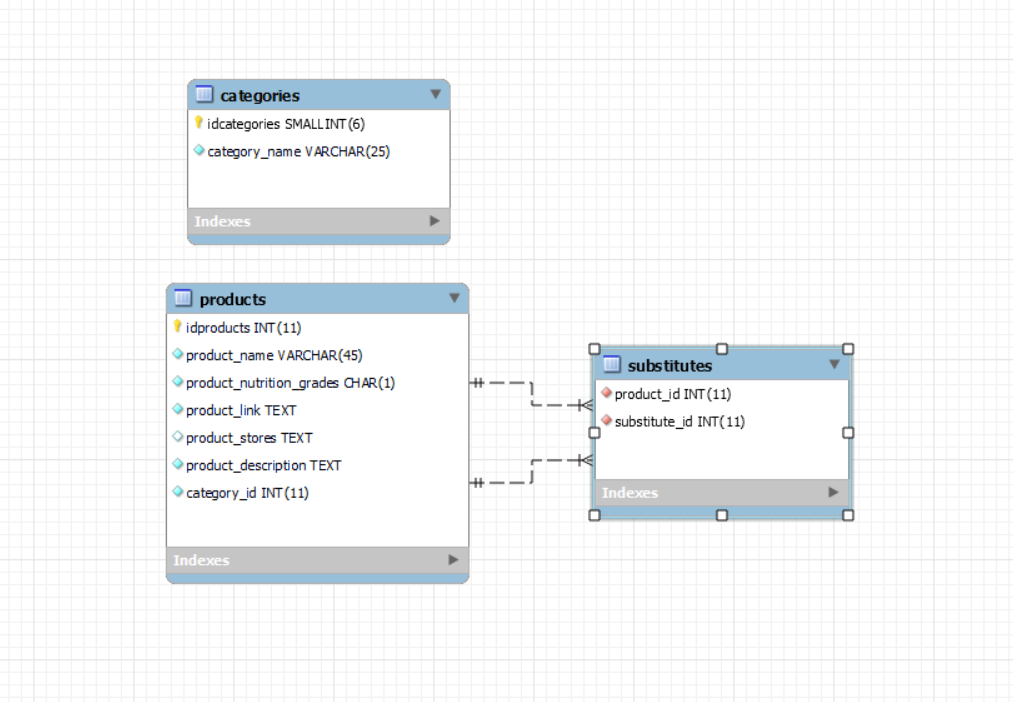 categories
idcategories SMALLINT(6)
category_name VARCHAR(25)
Indexes
products
idproducts INT(11)
product_name VARCHAR(45)
product_nutrition_grades CHAR(1)
product_link TEXT
product_stores TEXT
product_description TEXT
category_id INT(11)
Indexes
substitutes
product_id INT(11)
substitute_id INT(11)
Indexes